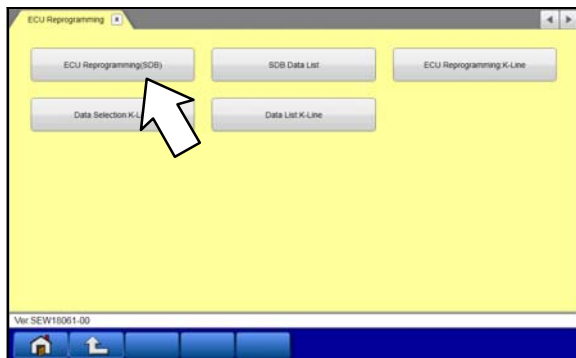 ECU Reprogramming
ECU Reprogramming(SDB) SDB Data List ECU Reprogramming:K-Line
Data Selection:K-L Data List:K-Line
Ver.SEW18061-00